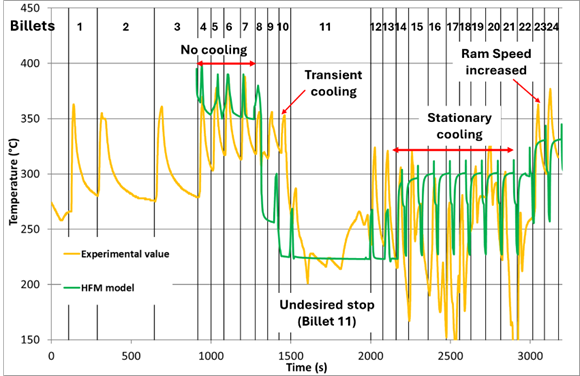 Billets 1 2 3 4 5 6 7 8 9 10 11 12 13 14 15 16 17 18 19 20 21 22 23 24
450
400
350
300
250
200
150
Temperature (°C)
No cooling
Transient
cooling
Ram Speed
increased
Stationary
cooling
Experimental value
HFM model
Undesired stop
(Billet 11)
0 500 1000 1500 2000 2500 3000
Time (s)